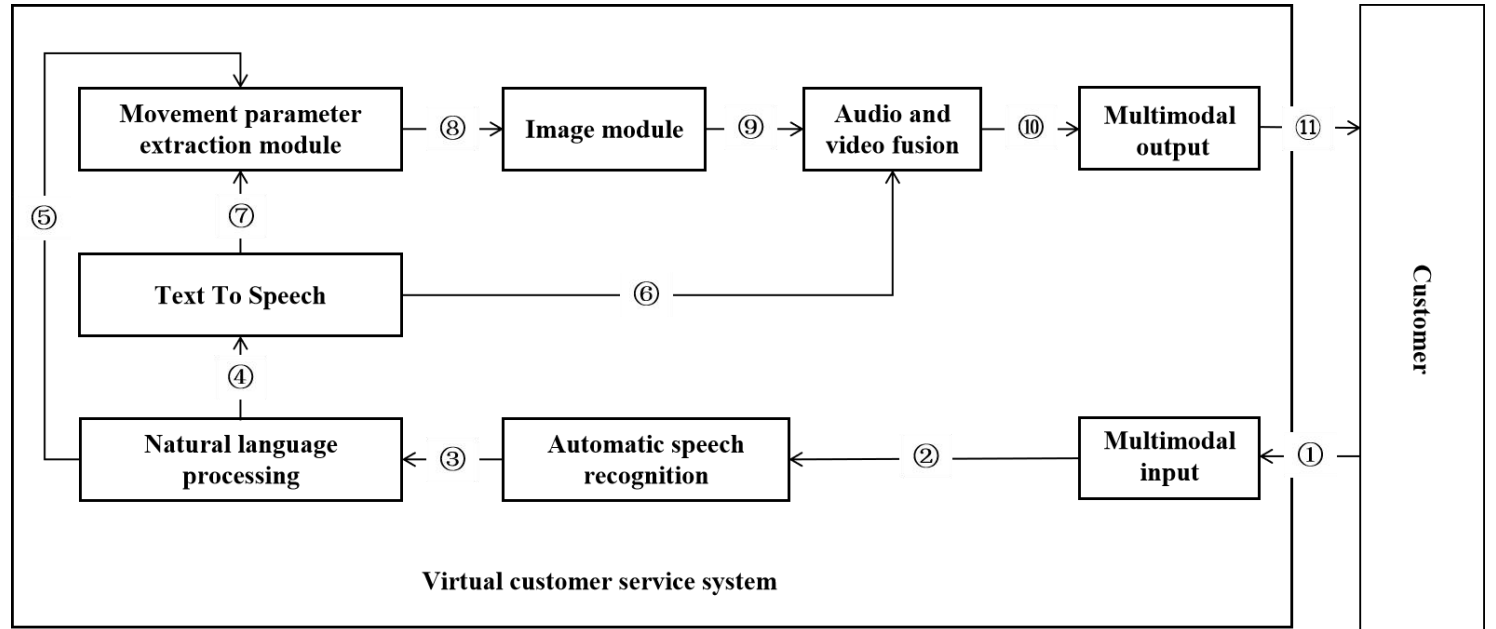 Movement parameter
extraction module
⑧
Image module
⑨
Audio and
video fusion
⑩
Multimodal
output
⑪
⑤
⑦
Text To Speech
⑥
④
Natural language
processing
③
Automatic speech
recognition
②
Multimodal
input
①
Customer
Virtual customer service system